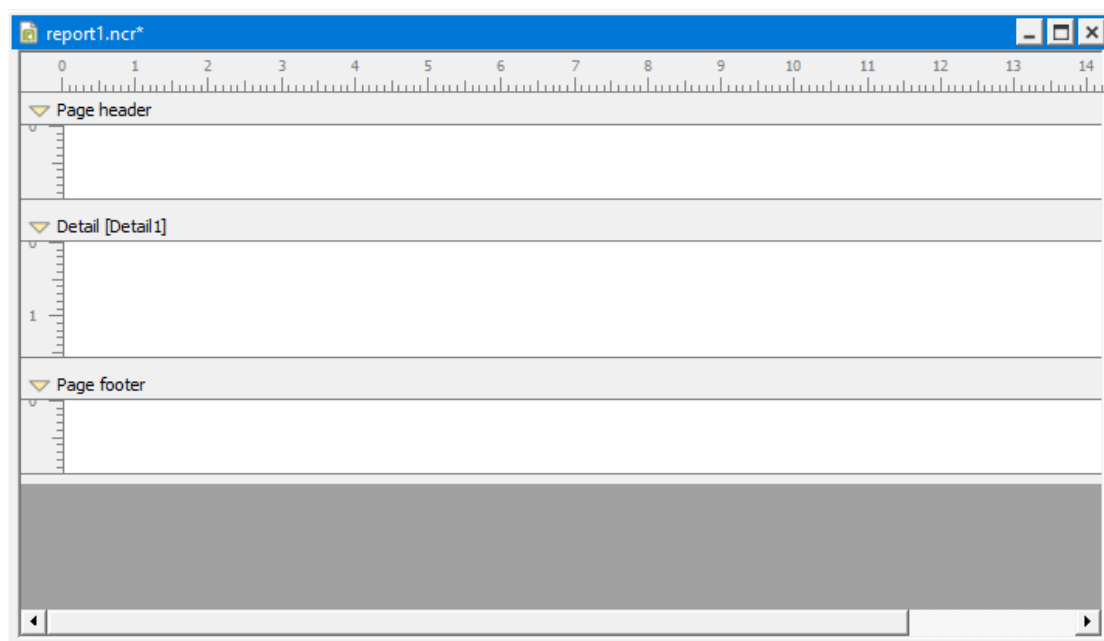 report1.ncr*
0 1 2 3 4 5 6 7 8 9 10 11 12 13 14
Page header
0
Detail [Detail1]
0
1
Page footer
0